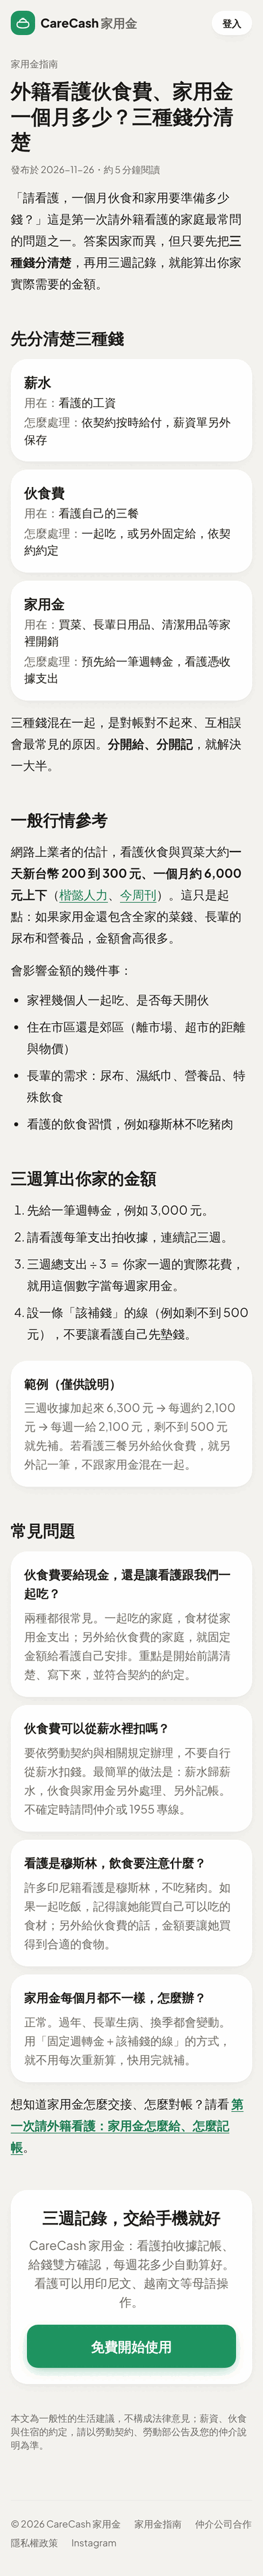 CareCash 家用金
登入
家用金指南
外籍看護伙食費、家用金
一個月多少？三種錢分清
楚
發布於 2026-11-26・約 5 分鐘閱讀
「請看護，一個月伙食和家用要準備多少
錢？」這是第一次請外籍看護的家庭最常問
的問題之一。答案因家而異，但只要先把三
種錢分清楚，再用三週記錄，就能算出你家
實際需要的金額。
先分清楚三種錢
薪水
用在：看護的工資
怎麼處理：依契約按時給付，薪資單另外
保存
伙食費
用在：看護自己的三餐
怎麼處理：一起吃，或另外固定給，依契
約約定
家用金
用在：買菜、長輩日用品、清潔用品等家
裡開銷
怎麼處理：預先給一筆週轉金，看護憑收
據支出
三種錢混在一起，是對帳對不起來、互相誤
會最常見的原因。分開給、分開記，就解決
一大半。
一般行情參考
網路上業者的估計，看護伙食與買菜大約一
天新台幣 200 到 300 元、一個月約 6,000
元上下（楷懿人力、今周刊）。這只是起
點：如果家用金還包含全家的菜錢、長輩的
尿布和營養品，金額會高很多。
會影響金額的幾件事：
• 家裡幾個人一起吃、是否每天開伙
• 住在市區還是郊區（離市場、超市的距離
與物價）
• 長輩的需求：尿布、濕紙巾、營養品、特
殊飲食
• 看護的飲食習慣，例如穆斯林不吃豬肉
三週算出你家的金額
1. 先給一筆週轉金，例如 3,000 元。
2. 請看護每筆支出拍收據，連續記三週。
3. 三週總支出 ÷ 3 ＝ 你家一週的實際花費，
就用這個數字當每週家用金。
4. 設一條「該補錢」的線（例如剩不到 500
元），不要讓看護自己先墊錢。
範例（僅供說明）
三週收據加起來 6,300 元 → 每週約 2,100
元 → 每週一給 2,100 元，剩不到 500 元
就先補。若看護三餐另外給伙食費，就另
外記一筆，不跟家用金混在一起。
常見問題
伙食費要給現金，還是讓看護跟我們一
起吃？
兩種都很常見。一起吃的家庭，食材從家
用金支出；另外給伙食費的家庭，就固定
金額給看護自己安排。重點是開始前講清
楚、寫下來，並符合契約的約定。
伙食費可以從薪水裡扣嗎？
要依勞動契約與相關規定辦理，不要自行
從薪水扣錢。最簡單的做法是：薪水歸薪
水，伙食與家用金另外處理、另外記帳。
不確定時請問仲介或 1955 專線。
看護是穆斯林，飲食要注意什麼？
許多印尼籍看護是穆斯林，不吃豬肉。如
果一起吃飯，記得讓她能買自己可以吃的
食材；另外給伙食費的話，金額要讓她買
得到合適的食物。
家用金每個月都不一樣，怎麼辦？
正常。過年、長輩生病、換季都會變動。
用「固定週轉金＋該補錢的線」的方式，
就不用每次重新算，快用完就補。
想知道家用金怎麼交接、怎麼對帳？請看 第
一次請外籍看護：家用金怎麼給、怎麼記
帳。
三週記錄，交給手機就好
CareCash 家用金：看護拍收據記帳、
給錢雙方確認，每週花多少自動算好。
看護可以用印尼文、越南文等母語操
作。
免費開始使用
本文為一般性的生活建議，不構成法律意見；薪資、伙食
與住宿的約定，請以勞動契約、勞動部公告及您的仲介說
明為準。
© 2026 CareCash 家用金 家用金指南 仲介公司合作
隱私權政策 Instagram